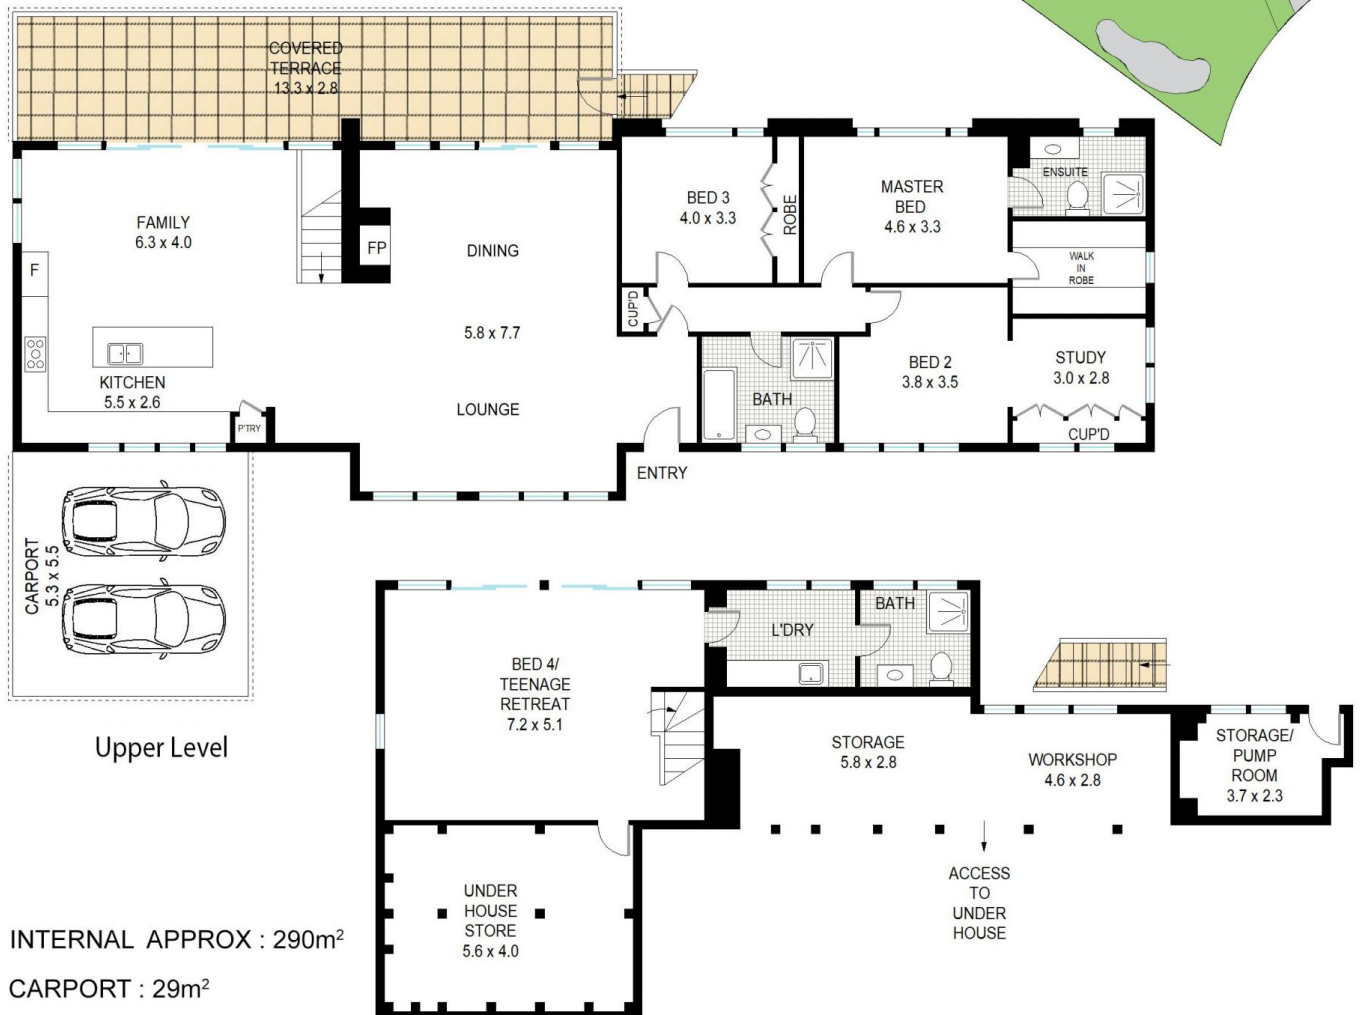 COVERED
TERRACE
13.3 x 2.8
FAMILY
6.3 x 4.0
F
KITCHEN
5.5 x 2.6
P'TRY
FP
DINING
5.8 x 7.7
LOUNGE
BED 3
4.0 x 3.3
ROBE
MASTER
BED
4.6 x 3.3
ENSUITE
WALK
IN
ROBE
CUP'D
BATH
BED 2
3.8 x 3.5
STUDY
3.0 x 2.8
CUP'D
ENTRY
CARPORT
5.3 x 5.5
Upper Level
BED 4/
TEENAGE
RETREAT
7.2 x 5.1
L'DRY
BATH
STORAGE
5.8 x 2.8
WORKSHOP
4.6 x 2.8
STORAGE/
PUMP
ROOM
3.7 x 2.3
UNDER
HOUSE
STORE
5.6 x 4.0
ACCESS
TO
UNDER
HOUSE
INTERNAL APPROX : 290m²
CARPORT : 29m²